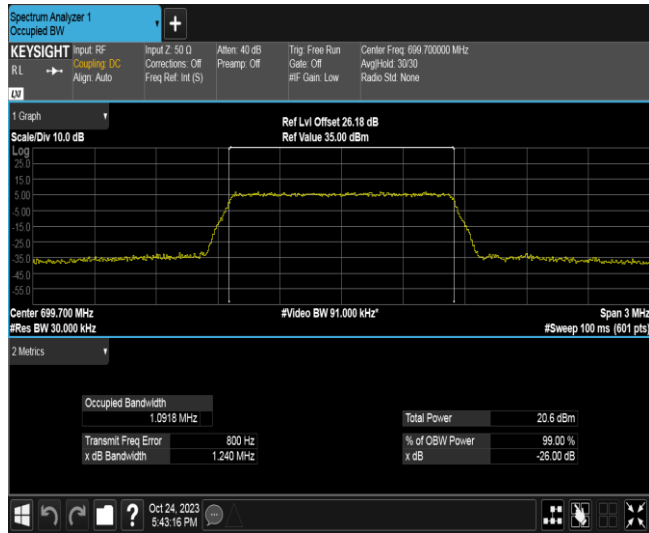 Spectrum Analyzer 1
Occupied BW
+
KEYSIGHT
RL
LXI
Input: RF
Coupling: DC
Align: Auto
Input Z: 50 Ω
Corrections: Off
Freq Ref: Int (S)
Atten: 40 dB
Preamp: Off
Trig: Free Run
Gate: Off
#IF Gain: Low
Center Freq: 699.700000 MHz
Avg|Hold: 30/30
Radio Std: None
1 Graph
Scale/Div 10.0 dB
Ref Lvl Offset 26.18 dB
Ref Value 35.00 dBm
Log
25.0
15.0
5.00
-5.00
-15.0
-25.0
-35.0
-45.0
-55.0
Center 699.700 MHz
#Res BW 30.000 kHz
#Video BW 91.000 kHz*
Span 3 MHz
#Sweep 100 ms (601 pts)
2 Metrics
Occupied Bandwidth
1.0918 MHz
Transmit Freq Error 800 Hz
x dB Bandwidth 1.240 MHz
Total Power 20.6 dBm
% of OBW Power 99.00 %
x dB -26.00 dB
?
Oct 24, 2023
5:43:16 PM